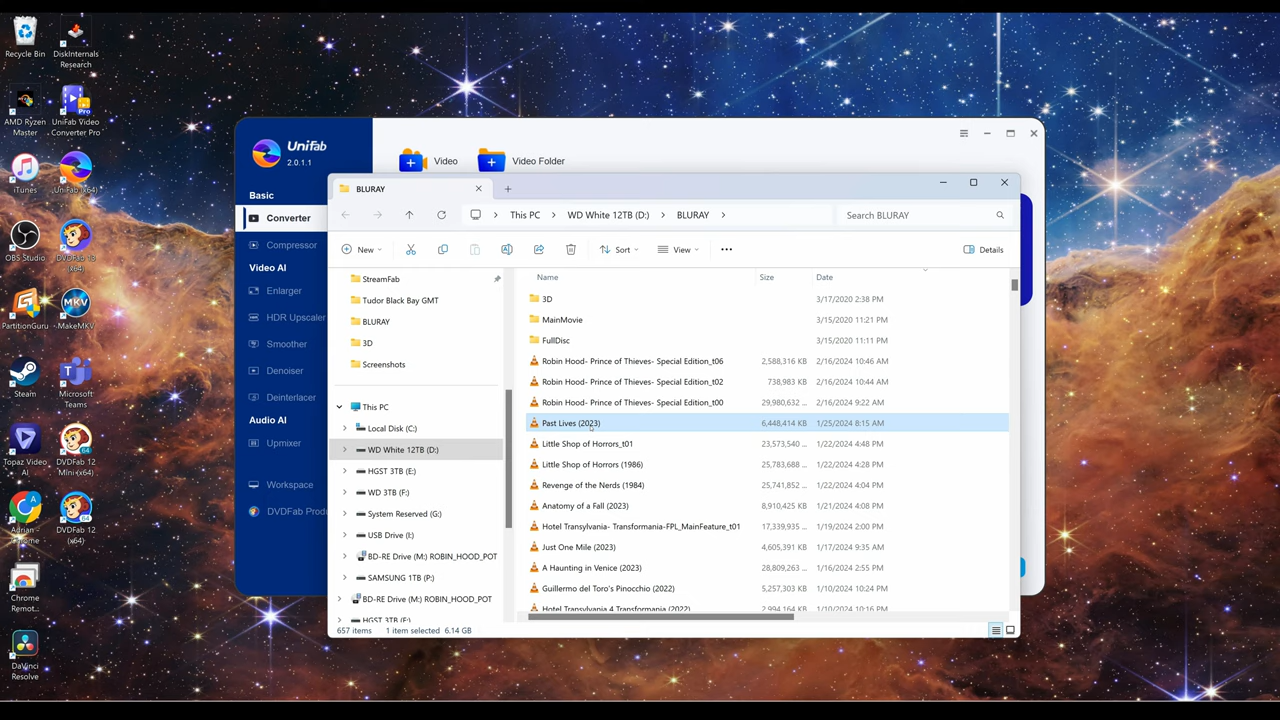 Recycle Bin
DiskInternals
Research
AMD Ryzen
Master
UniFab Video
Converter Pro
iTunes
UniFab (x64)
OBS Studio
DVDFab 13
(x64)
PartitionGuru
MakeMKV
Steam
Microsoft
Teams
Topaz Video
AI
DVDFab 12
Mini (x64)
Adrian -
Chrome
DVDFab 12
(x64)
Chrome
Remot...
DaVinci
Resolve
UniFab
2.0.1.1
Video
Video Folder
Basic
Converter
Compressor
Video AI
Enlarger
HDR Upscaler
Smoother
Denoiser
Deinterlacer
Audio AI
Upmixer
Workspace
DVDFab Produ
BLURAY
This PC
WD White 12TB (D:)
BLURAY
Search BLURAY
New
Sort
View
Details
StreamFab
Tudor Black Bay GMT
BLURAY
3D
Screenshots
This PC
Local Disk (C:)
WD White 12TB (D:)
HGST 3TB (E:)
WD 3TB (F:)
System Reserved (G:)
USB Drive (I:)
BD-RE Drive (M:) ROBIN_HOOD_POT
SAMSUNG 1TB (P:)
BD-RE Drive (M:) ROBIN_HOOD_POT
HGST 3TB (E:)
Name Size Date
3D 3/17/2020 2:38 PM
MainMovie 3/15/2020 11:21 PM
FullDisc 3/15/2020 11:11 PM
Robin Hood- Prince of Thieves- Special Edition_t06 2,588,316 KB 2/16/2024 10:46 AM
Robin Hood- Prince of Thieves- Special Edition_t02 738,983 KB 2/16/2024 10:44 AM
Robin Hood- Prince of Thieves- Special Edition_t00 29,980,632 ... 2/16/2024 9:22 AM
Past Lives (2023) 6,448,414 KB 1/25/2024 8:15 AM
Little Shop of Horrors_t01 23,573,540 ... 1/22/2024 4:48 PM
Little Shop of Horrors (1986) 25,783,688 ... 1/22/2024 4:28 PM
Revenge of the Nerds (1984) 25,741,852 ... 1/22/2024 4:04 PM
Anatomy of a Fall (2023) 8,910,425 KB 1/21/2024 4:08 PM
Hotel Transylvania- Transformania-FPL_MainFeature_t01 17,339,935 ... 1/19/2024 2:00 PM
Just One Mile (2023) 4,605,391 KB 1/17/2024 9:35 AM
A Haunting in Venice (2023) 28,809,263 ... 1/16/2024 2:55 PM
Guillermo del Toro's Pinocchio (2022) 5,257,303 KB 1/10/2024 10:24 PM
Hotel Transylvania 4 Transformania (2022) 2,994,164 KB 1/10/2024 10:16 PM
657 items 1 item selected 6.14 GB